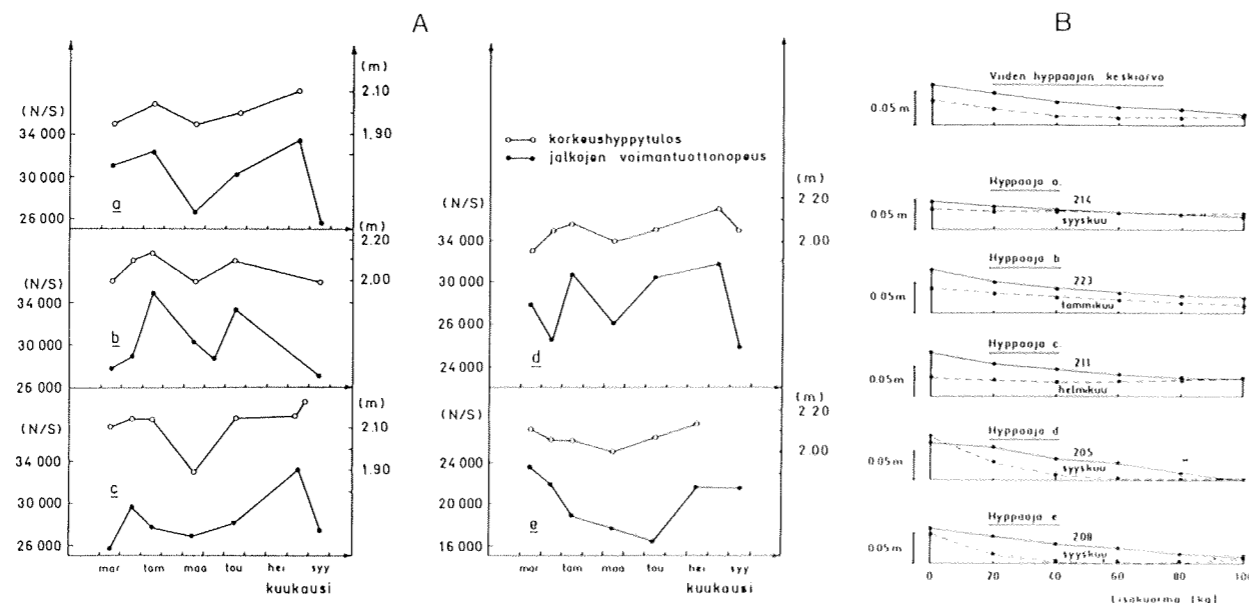 A
(N/S)
34 000
30 000
26 000
(m)
2.10
1.90
a
(N/S)
34 000
30 000
26 000
(m)
2.20
2.00
b
(N/S)
34 000
30 000
26 000
(m)
2.10
1.90
c
mar tam maa tou hei syy
kuukausi
korkeushyppytulos
jalkojen voimantuottonopeus
(N/S)
34 000
30 000
26 000
24 000
(m)
2 20
2.00
d
(N/S)
24 000
20 000
16 000
(m)
2 20
2.00
e
mar tam maa tou hei syy
kuukausi
B
Viiden hyppaajan keskiarvo
0.05 m
Hyppaaja a.
0.05 m
214
syyskuu
Hyppaaja b
0.05 m
223
tammikuu
Hyppaaja c.
0.05 m
211
helmikuu
Hyppaaja d
0.05 m
205
syyskuu
Hyppaaja e
0.05 m
208
syyskuu
0 20 40 60 80 100
Lisakuorma [kg]